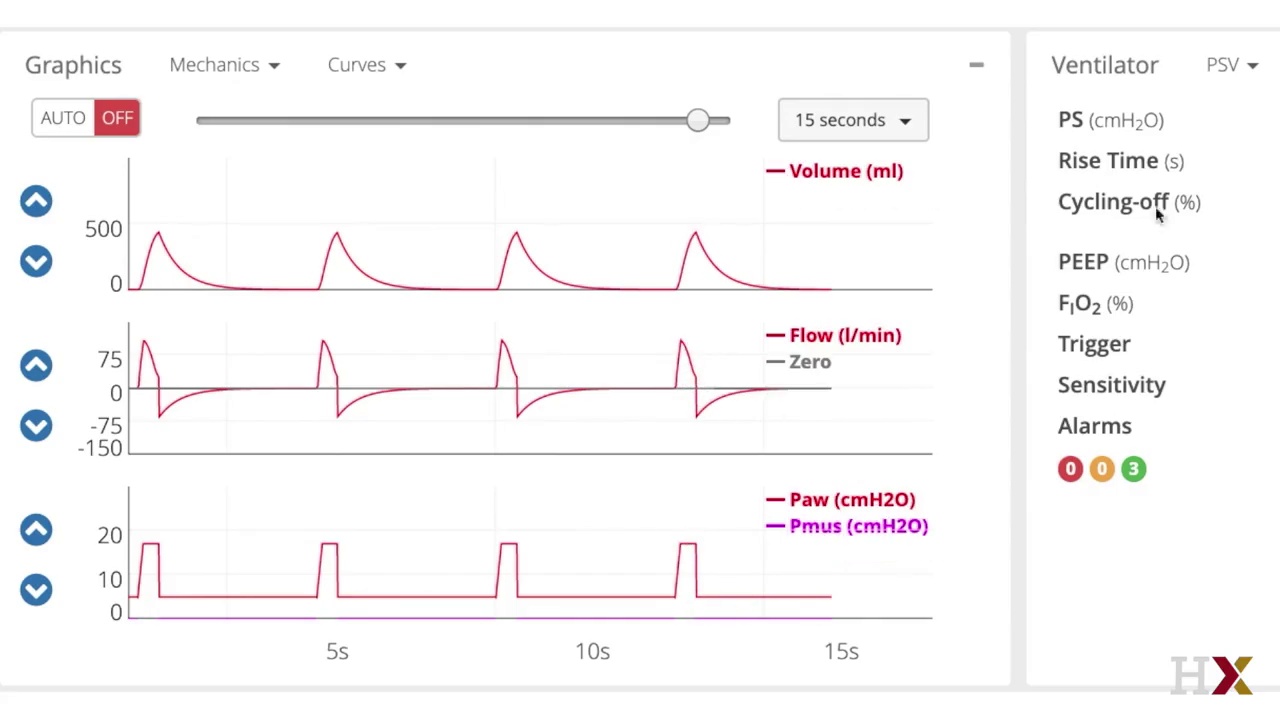 Graphics Mechanics Curves
Ventilator PSV
AUTO OFF
15 seconds
PS (cmH₂O)
Rise Time (s)
Cycling-off (%)
PEEP (cmH₂O)
FᵢO₂ (%)
Trigger
Sensitivity
Alarms
0 0 3
Volume (ml)
500
0
Flow (l/min)
Zero
75
0
-75
-150
Paw (cmH2O)
Pmus (cmH2O)
20
10
0
5s 10s 15s
HX